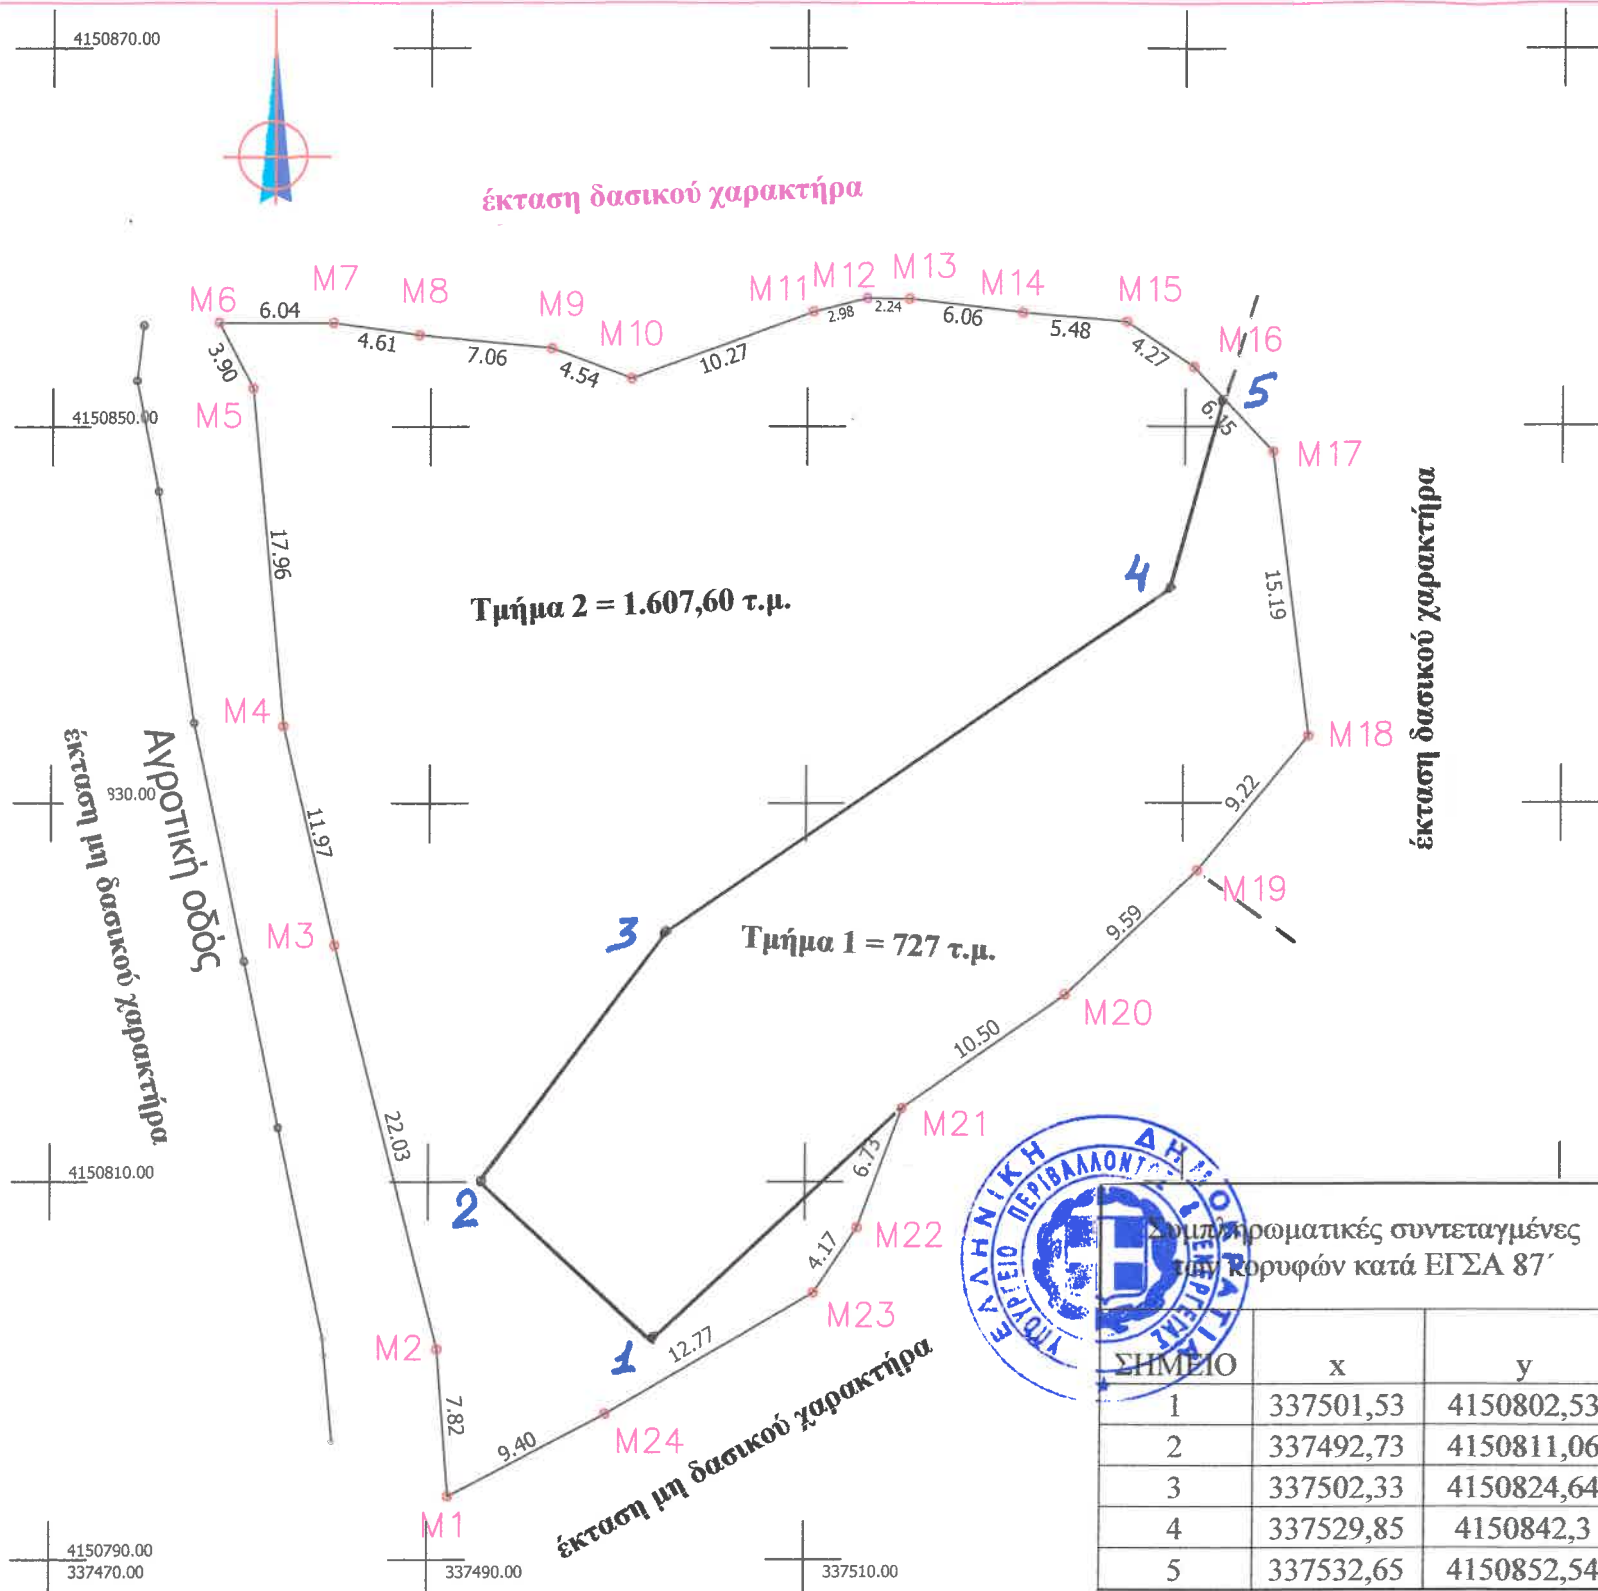 4150870.00
έκταση δασικού χαρακτήρα
M6
M7
M8
M9
M10
M11
M12
M13
M14
M15
M16
M17
6.04
4.61
7.06
4.54
10.27
2.98
2.24
6.06
5.48
4.27
6.15
5
3.90
M5
4150850.00
17.96
4
15.19
έκταση δασικού χαρακτήρα
Τμήμα 2 = 1.607,60 τ.μ.
M4
M18
930.00
Αγροτική οδός
έκταση μη δασικού χαρακτήρα
11.97
9.22
M19
M3
3
Τμήμα 1 = 727 τ.μ.
9.59
M20
10.50
22.03
M21
6.73
4150810.00
2
M22
4.17
M23
M2
1
12.77
7.82
9.40
M24
έκταση μη δασικού χαρακτήρα
M1
4150790.00
337470.00
337490.00
337510.00
ΕΛΛΗΝΙΚΗ ΔΗΜΟΚΡΑΤΙΑ
ΥΠΟΥΡΓΕΙΟ ΠΕΡΙΒΑΛΛΟΝΤΟΣ & ΕΝΕΡΓΕΙΑΣ
Συμπληρωματικές συντεταγμένες
των κορυφών κατά ΕΓΣΑ 87΄
ΣΗΜΕΙΟ x y
1 337501,53 4150802,53
2 337492,73 4150811,06
3 337502,33 4150824,64
4 337529,85 4150842,3
5 337532,65 4150852,54